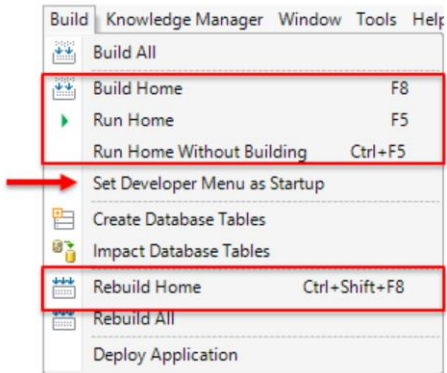 Build Knowledge Manager Window Tools Help
Build All
Build Home F8
Run Home F5
Run Home Without Building Ctrl+F5
Set Developer Menu as Startup
Create Database Tables
Impact Database Tables
Rebuild Home Ctrl+Shift+F8
Rebuild All
Deploy Application